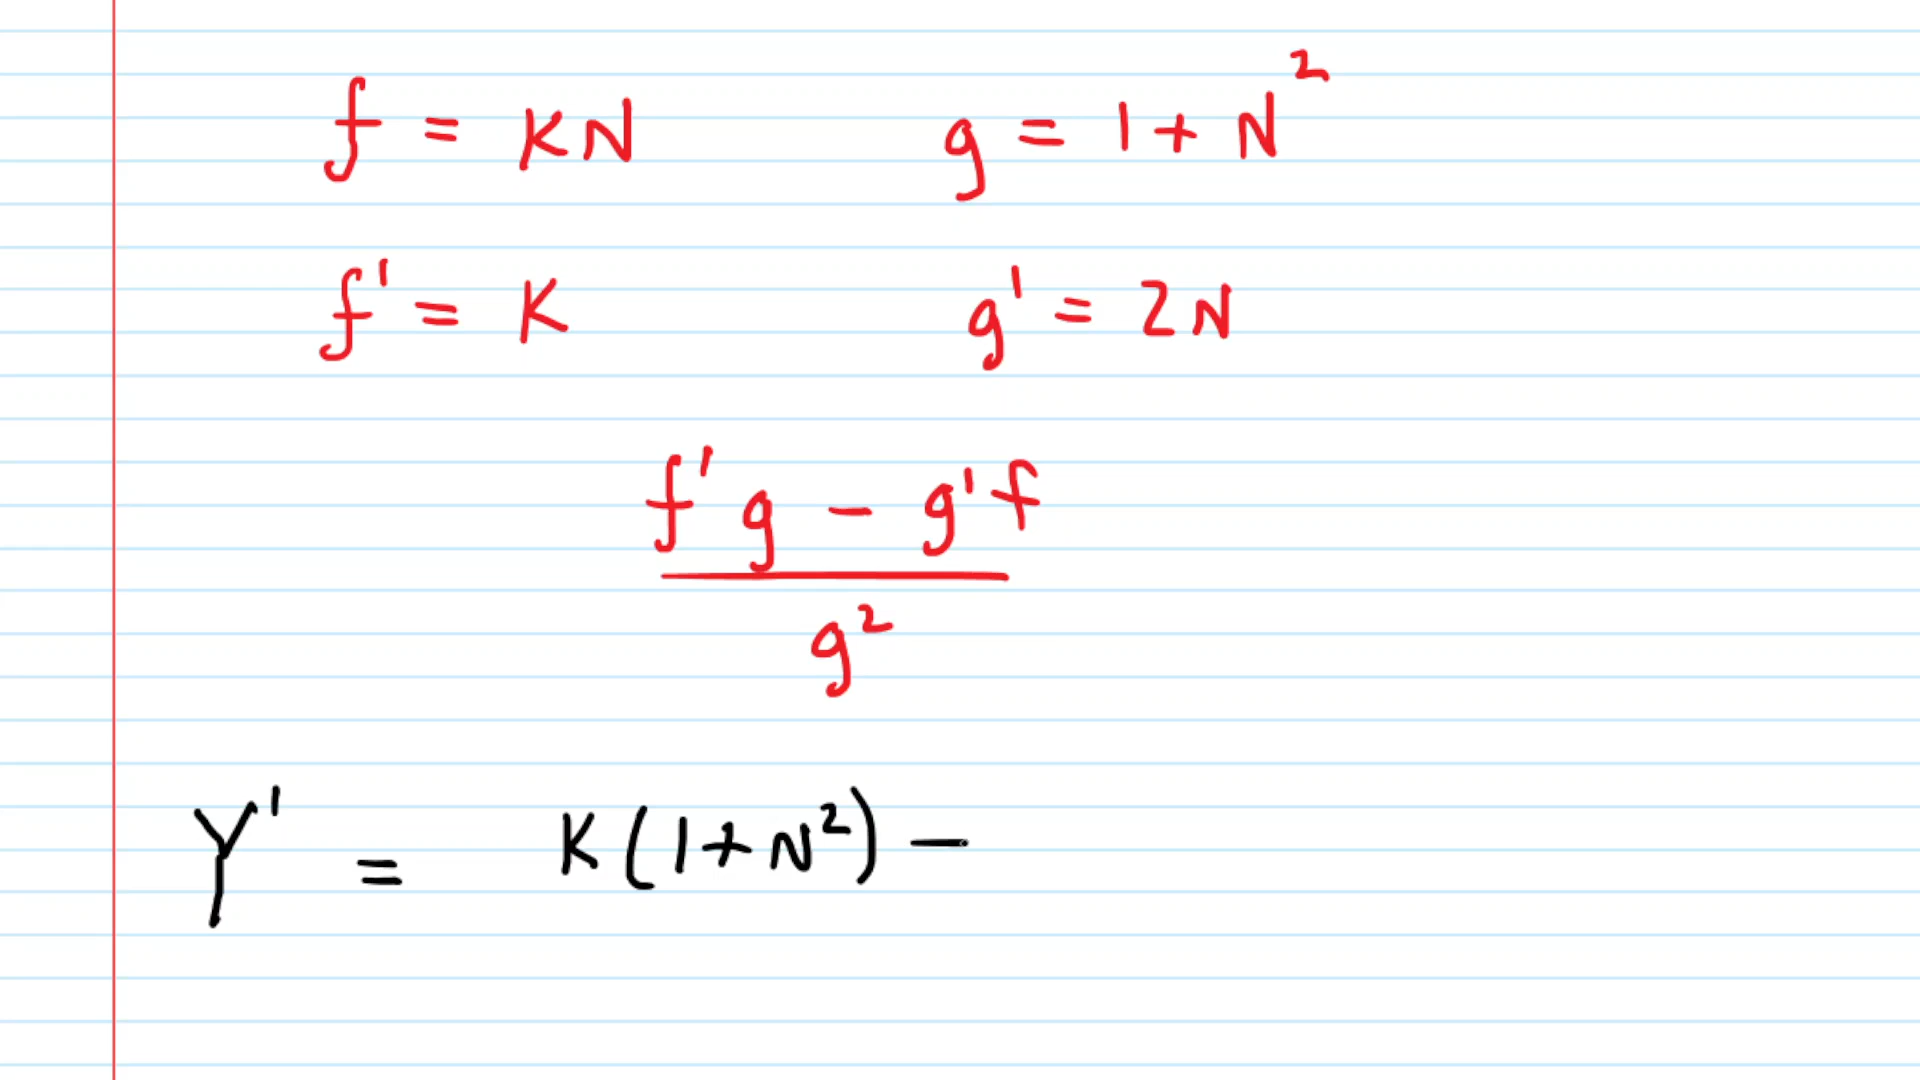 f = KN g = 1 + N²
f' = K g' = 2N
f'g - g'f
g²
Y' = K(1+N²) -